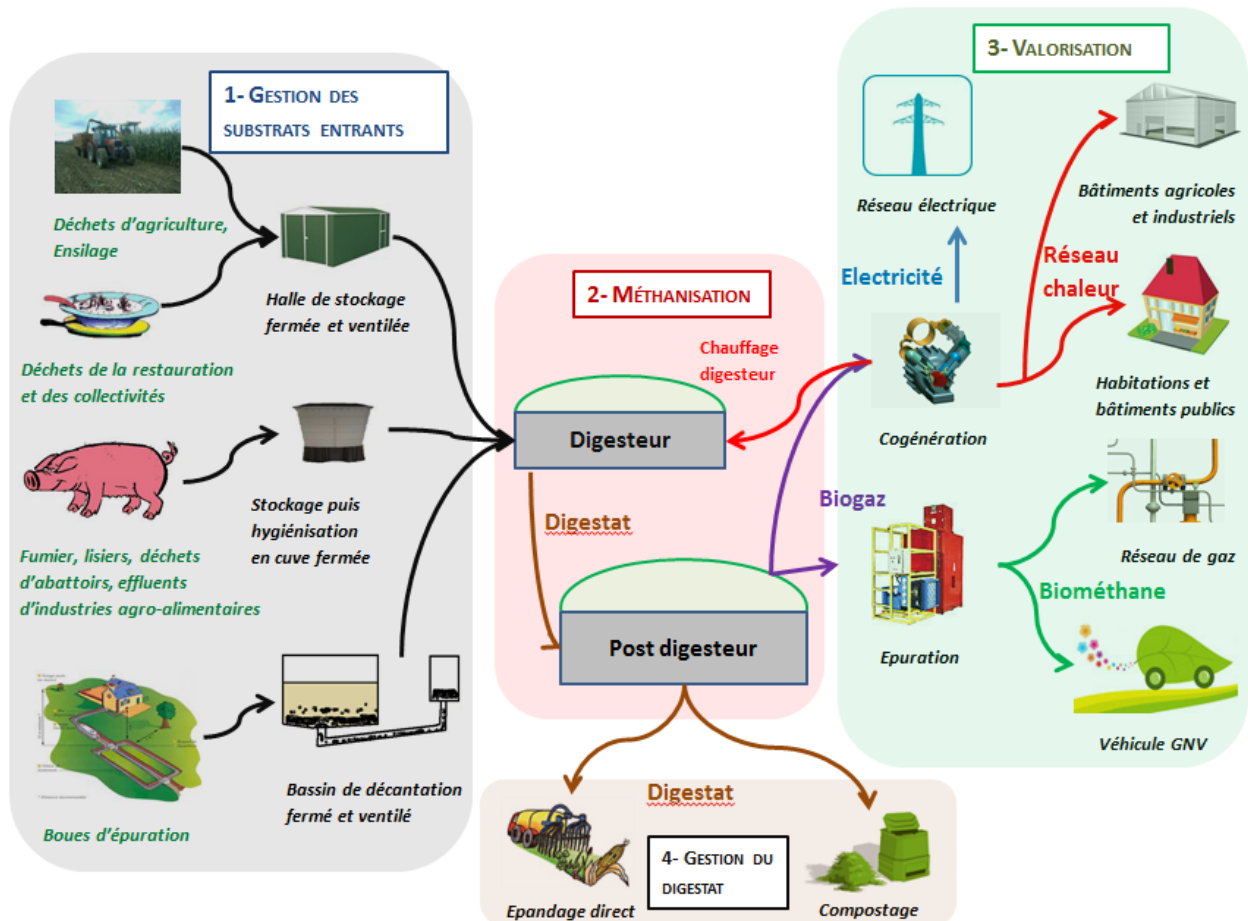 1- GESTION DES
SUBSTRATS ENTRANTS
Déchets d'agriculture,
Ensilage
Halle de stockage
fermée et ventilée
Déchets de la restauration
et des collectivités
Stockage puis
hygiénisation
en cuve fermée
Fumier, lisiers, déchets
d'abattoirs, effluents
d'industries agro-alimentaires
Bassin de décantation
fermé et ventilé
Boues d'épuration
2- MÉTHANISATION
Chauffage
digesteur
Digesteur
Digestat
Biogaz
Post digesteur
3- VALORISATION
Réseau électrique
Bâtiments agricoles
et industriels
Electricité
Réseau
chaleur
Cogénération
Habitations et
bâtiments publics
Réseau de gaz
Biométhane
Epuration
Véhicule GNV
Digestat
4- GESTION DU
DIGESTAT
Epandage direct
Compostage